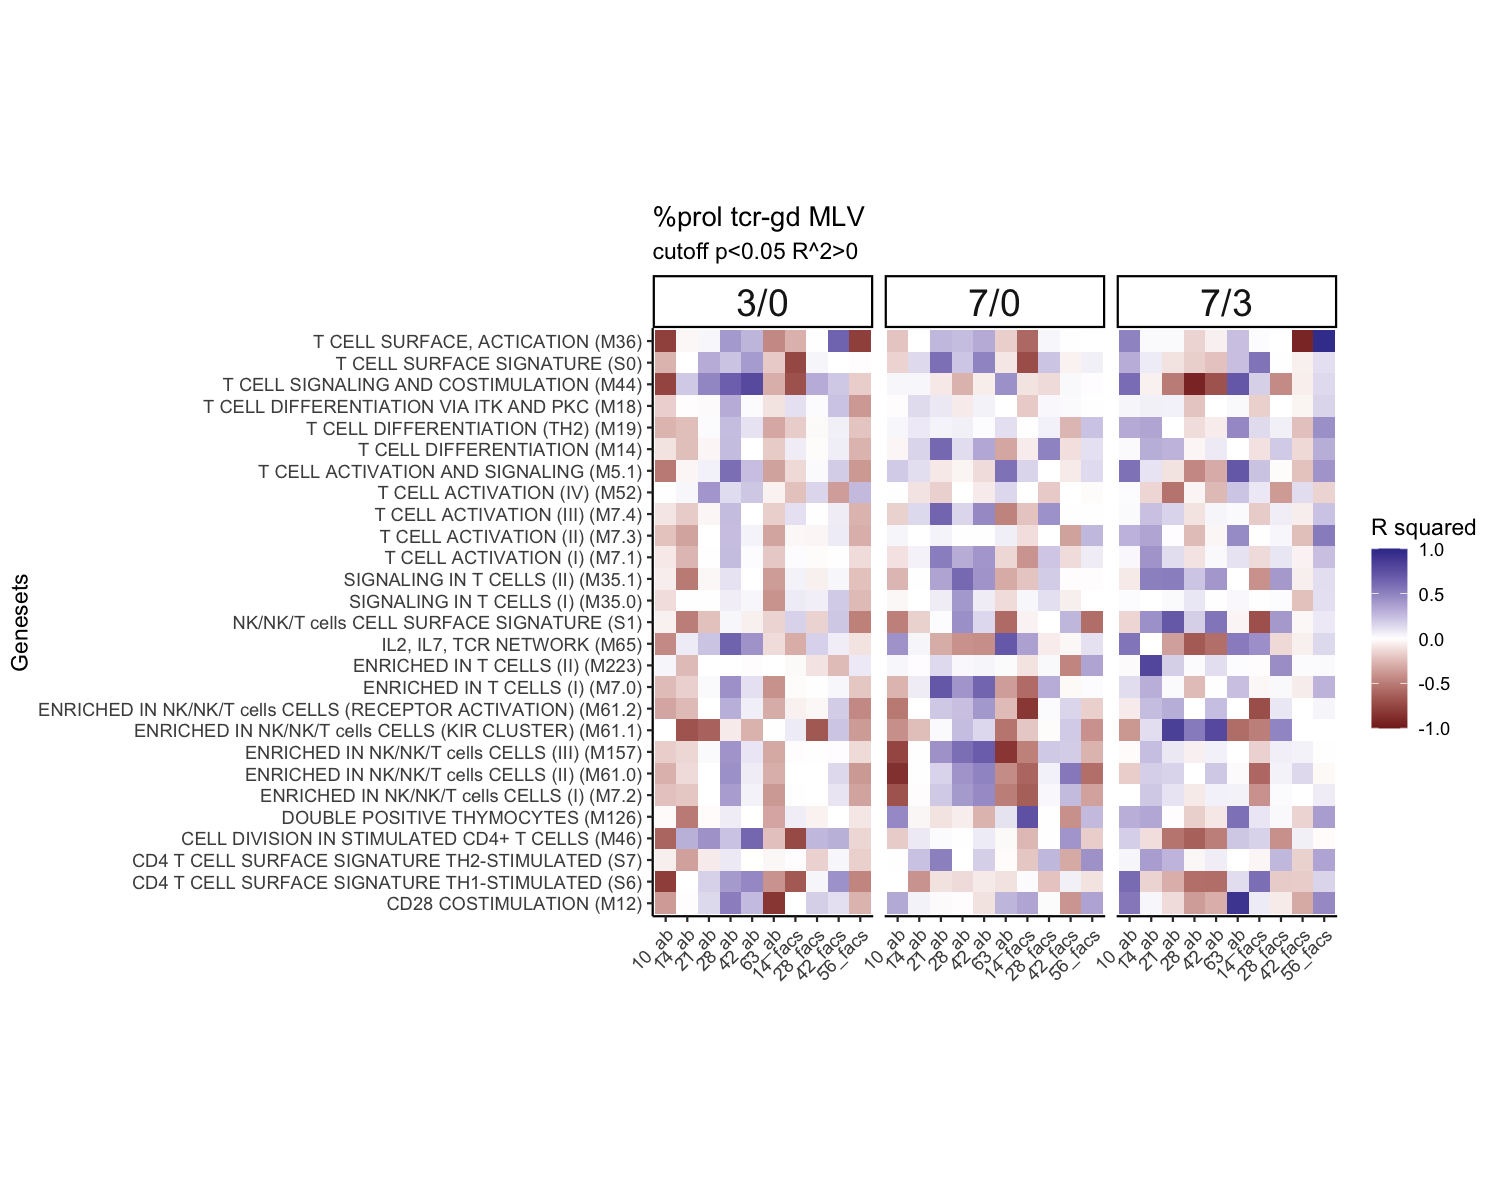 %prol tcr-gd MLV
cutoff p<0.05 R^2>0
3/0
7/0
7/3
T CELL SURFACE, ACTICATION (M36)
T CELL SURFACE SIGNATURE (S0)
T CELL SIGNALING AND COSTIMULATION (M44)
T CELL DIFFERENTIATION VIA ITK AND PKC (M18)
T CELL DIFFERENTIATION (TH2) (M19)
T CELL DIFFERENTIATION (M14)
T CELL ACTIVATION AND SIGNALING (M5.1)
T CELL ACTIVATION (IV) (M52)
T CELL ACTIVATION (III) (M7.4)
T CELL ACTIVATION (II) (M7.3)
T CELL ACTIVATION (I) (M7.1)
SIGNALING IN T CELLS (II) (M35.1)
SIGNALING IN T CELLS (I) (M35.0)
NK/NK/T cells CELL SURFACE SIGNATURE (S1)
IL2, IL7, TCR NETWORK (M65)
ENRICHED IN T CELLS (II) (M223)
ENRICHED IN T CELLS (I) (M7.0)
ENRICHED IN NK/NK/T cells CELLS (RECEPTOR ACTIVATION) (M61.2)
ENRICHED IN NK/NK/T cells CELLS (KIR CLUSTER) (M61.1)
ENRICHED IN NK/NK/T cells CELLS (III) (M157)
ENRICHED IN NK/NK/T cells CELLS (II) (M61.0)
ENRICHED IN NK/NK/T cells CELLS (I) (M7.2)
DOUBLE POSITIVE THYMOCYTES (M126)
CELL DIVISION IN STIMULATED CD4+ T CELLS (M46)
CD4 T CELL SURFACE SIGNATURE TH2-STIMULATED (S7)
CD4 T CELL SURFACE SIGNATURE TH1-STIMULATED (S6)
CD28 COSTIMULATION (M12)
Genesets
10_ab
14_ab
21_ab
28_ab
42_ab
63_ab
14_facs
28_facs
42_facs
56_facs
10_ab
14_ab
21_ab
28_ab
42_ab
63_ab
14_facs
28_facs
42_facs
56_facs
10_ab
14_ab
21_ab
28_ab
42_ab
63_ab
14_facs
28_facs
42_facs
56_facs
R squared
1.0
0.5
0.0
-0.5
-1.0